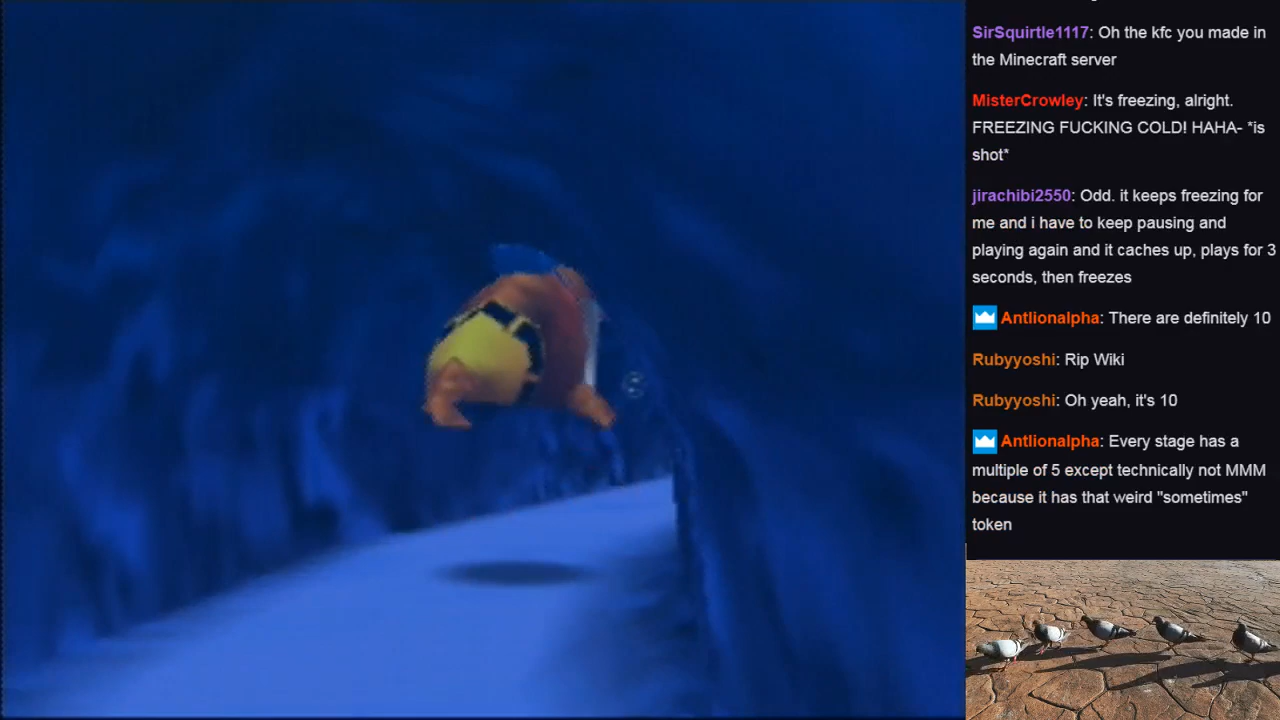 SirSquirtle1117: Oh the kfc you made in
the Minecraft server
MisterCrowley: It's freezing, alright.
FREEZING FUCKING COLD! HAHA- *is
shot*
jirachibi2550: Odd. it keeps freezing for
me and i have to keep pausing and
playing again and it caches up, plays for 3
seconds, then freezes
Antlionalpha: There are definitely 10
Rubyyoshi: Rip Wiki
Rubyyoshi: Oh yeah, it's 10
Antlionalpha: Every stage has a
multiple of 5 except technically not MMM
because it has that weird "sometimes"
token